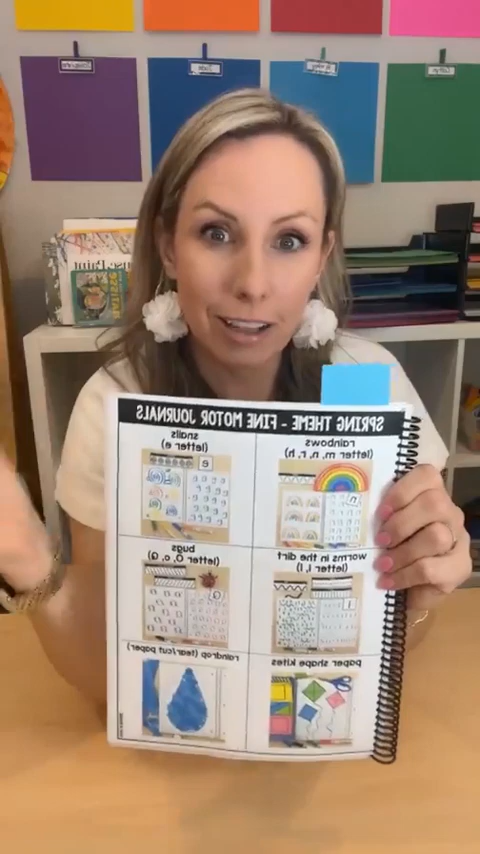 SPRING THEME - FINE MOTOR JOURNALS
rainbows
(letter m, n, r, h)
snails
(letter e)
n
e
worms in the dirt
(letter i, l)
bugs
(letter O, o, Q)
i
paper shape kites
raindrop (tear/cut paper)